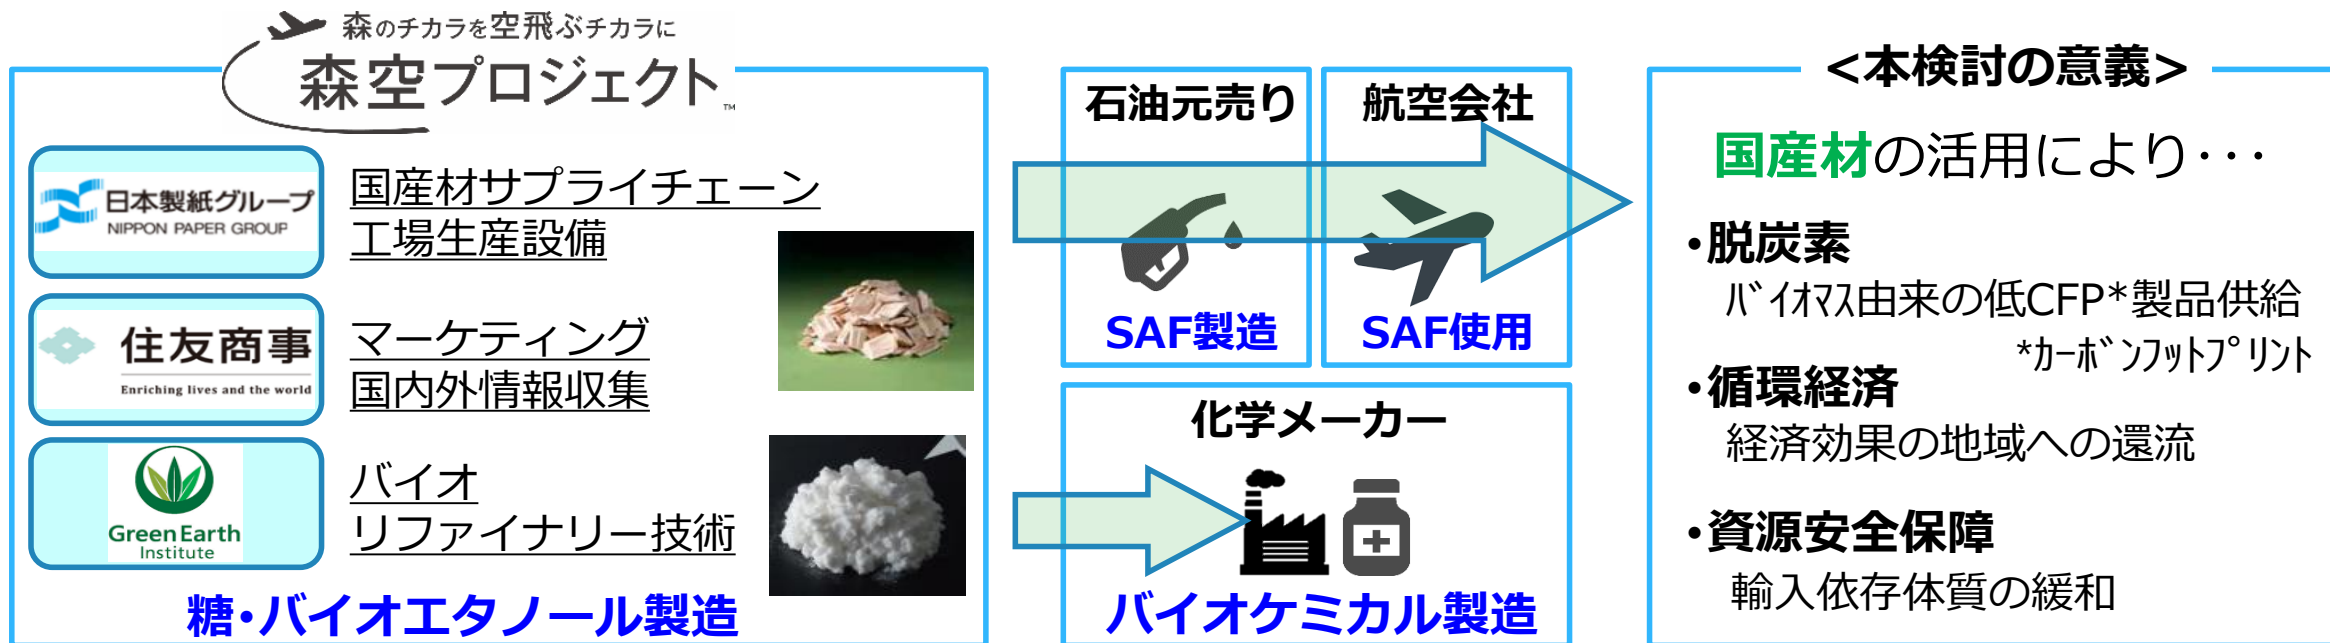 森のチカラを空飛ぶチカラに
森空プロジェクト™
日本製紙グループ
NIPPON PAPER GROUP
国産材サプライチェーン
工場生産設備
住友商事
Enriching lives and the world
マーケティング
国内外情報収集
Green Earth
Institute
バイオ
リファイナリー技術
糖・バイオエタノール製造
石油元売り
SAF製造
航空会社
SAF使用
化学メーカー
バイオケミカル製造
<本検討の意義>
国産材の活用により・・・
・脱炭素
ﾊﾞｲｵﾏｽ由来の低CFP*製品供給
*ｶｰﾎﾞﾝﾌｯﾄﾌﾟﾘﾝﾄ
・循環経済
経済効果の地域への還流
・資源安全保障
輸入依存体質の緩和